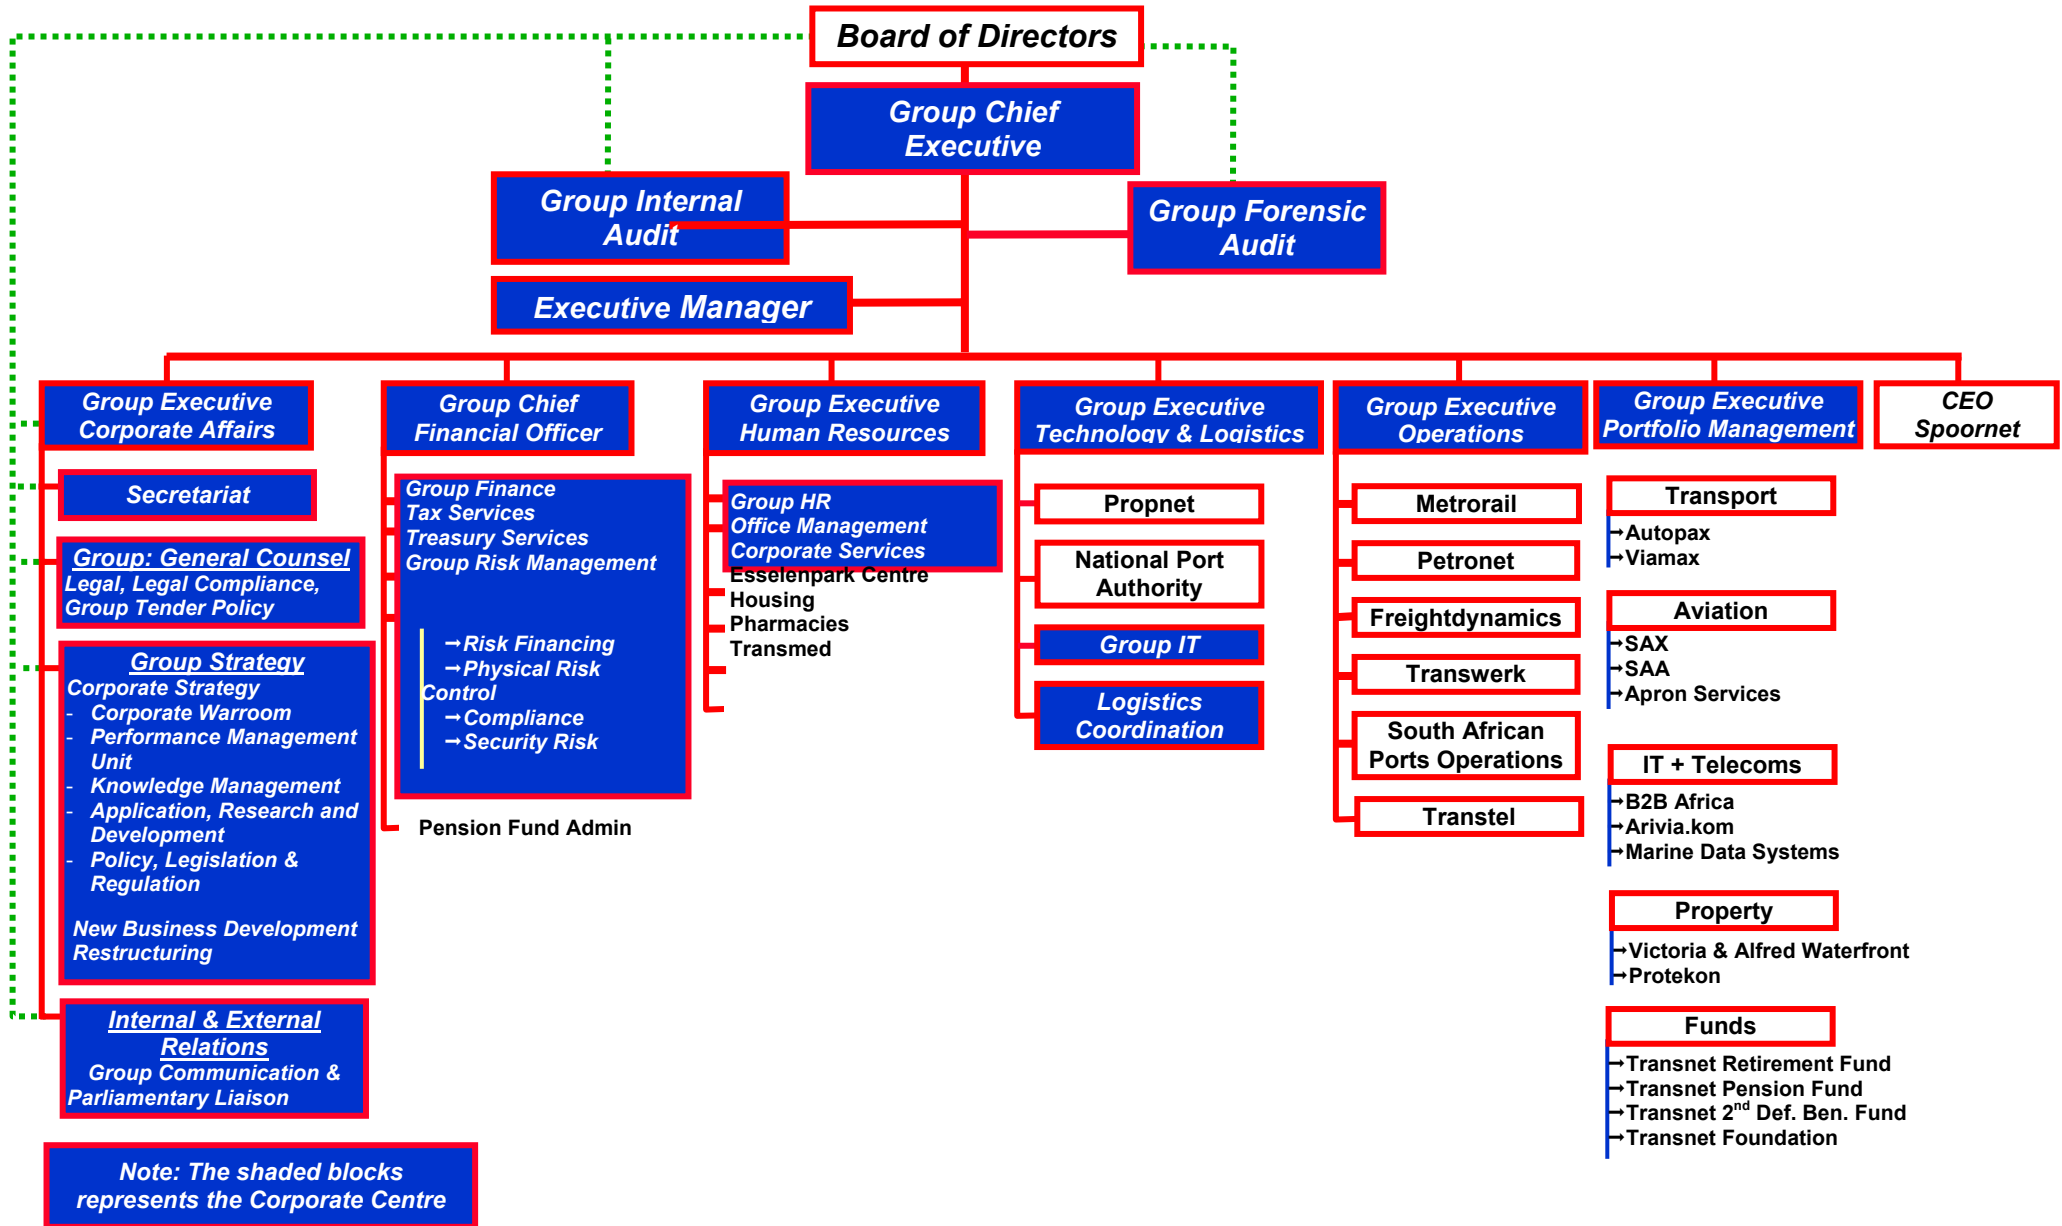 Board of Directors
Group Chief
Executive
Group Internal
Audit
Group Forensic
Audit
Executive Manager
Group Executive
Corporate Affairs
Group Chief
Financial Officer
Group Executive
Human Resources
Group Executive
Technology & Logistics
Group Executive
Operations
Group Executive
Portfolio Management
CEO
Spoornet
Secretariat
Group: General Counsel
Legal, Legal Compliance,
Group Tender Policy
Group Strategy
Corporate Strategy
- Corporate Warroom
- Performance Management
Unit
- Knowledge Management
- Application, Research and
Development
- Policy, Legislation &
Regulation
New Business Development
Restructuring
Internal & External
Relations
Group Communication &
Parliamentary Liaison
Group Finance
Tax Services
Treasury Services
Group Risk Management
→Risk Financing
→Physical Risk
Control
→Compliance
→Security Risk
Pension Fund Admin
Group HR
Office Management
Corporate Services
Esselenpark Centre
Housing
Pharmacies
Transmed
Propnet
National Port
Authority
Group IT
Logistics
Coordination
Metrorail
Petronet
Freightdynamics
Transwerk
South African
Ports Operations
Transtel
Transport
→Autopax
→Viamax
Aviation
→SAX
→SAA
→Apron Services
IT + Telecoms
→B2B Africa
→Arivia.kom
→Marine Data Systems
Property
→Victoria & Alfred Waterfront
→Protekon
Funds
→Transnet Retirement Fund
→Transnet Pension Fund
→Transnet 2nd Def. Ben. Fund
→Transnet Foundation
Note: The shaded blocks
represents the Corporate Centre